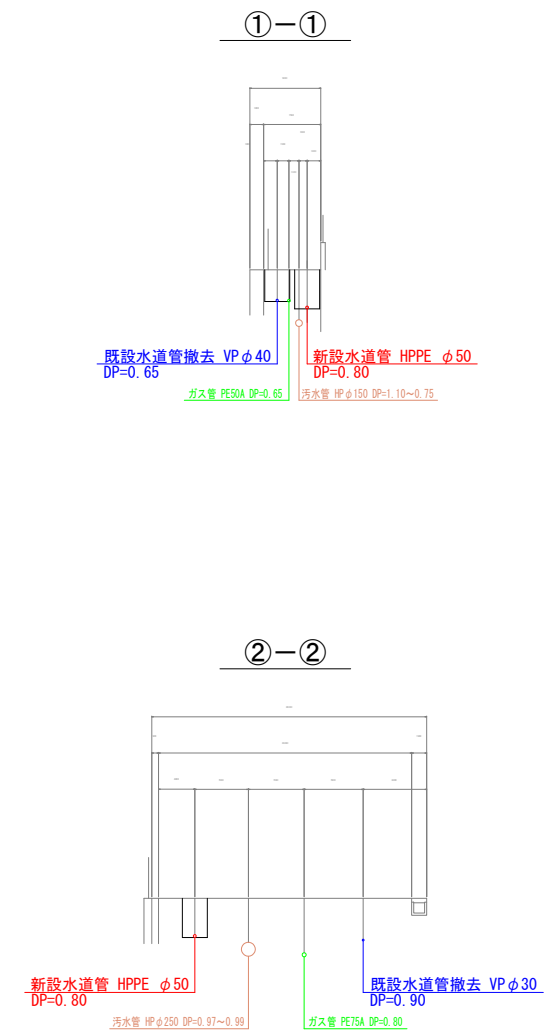 ①－①
既設水道管撤去 VPφ40
DP=0.65
新設水道管 HPPE φ50
DP=0.80
ガス管 PE50A DP=0.65
汚水管 HPφ150 DP=1.10～0.75
②－②
新設水道管 HPPE φ50
DP=0.80
既設水道管撤去 VPφ30
DP=0.90
汚水管 HPφ250 DP=0.97～0.99
ガス管 PE75A DP=0.80